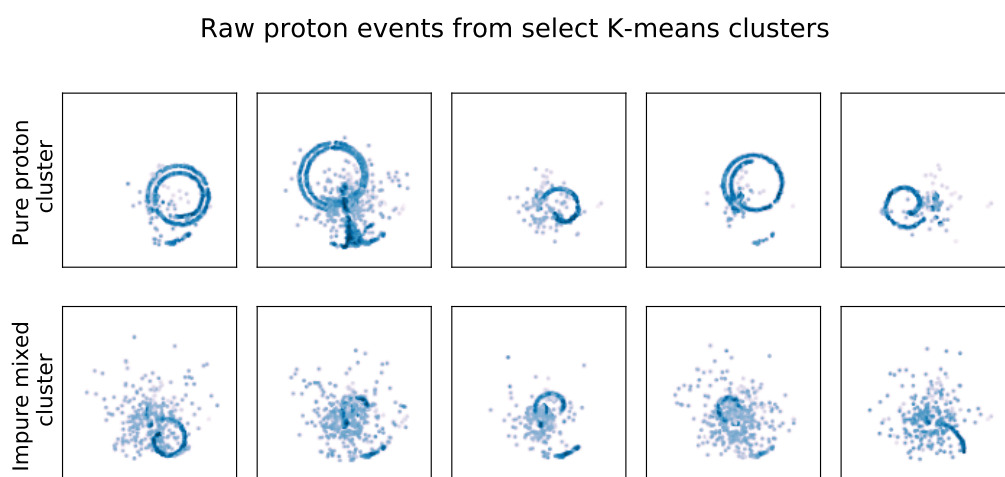 Raw proton events from select K-means clusters
Pure proton
cluster
Impure mixed
cluster